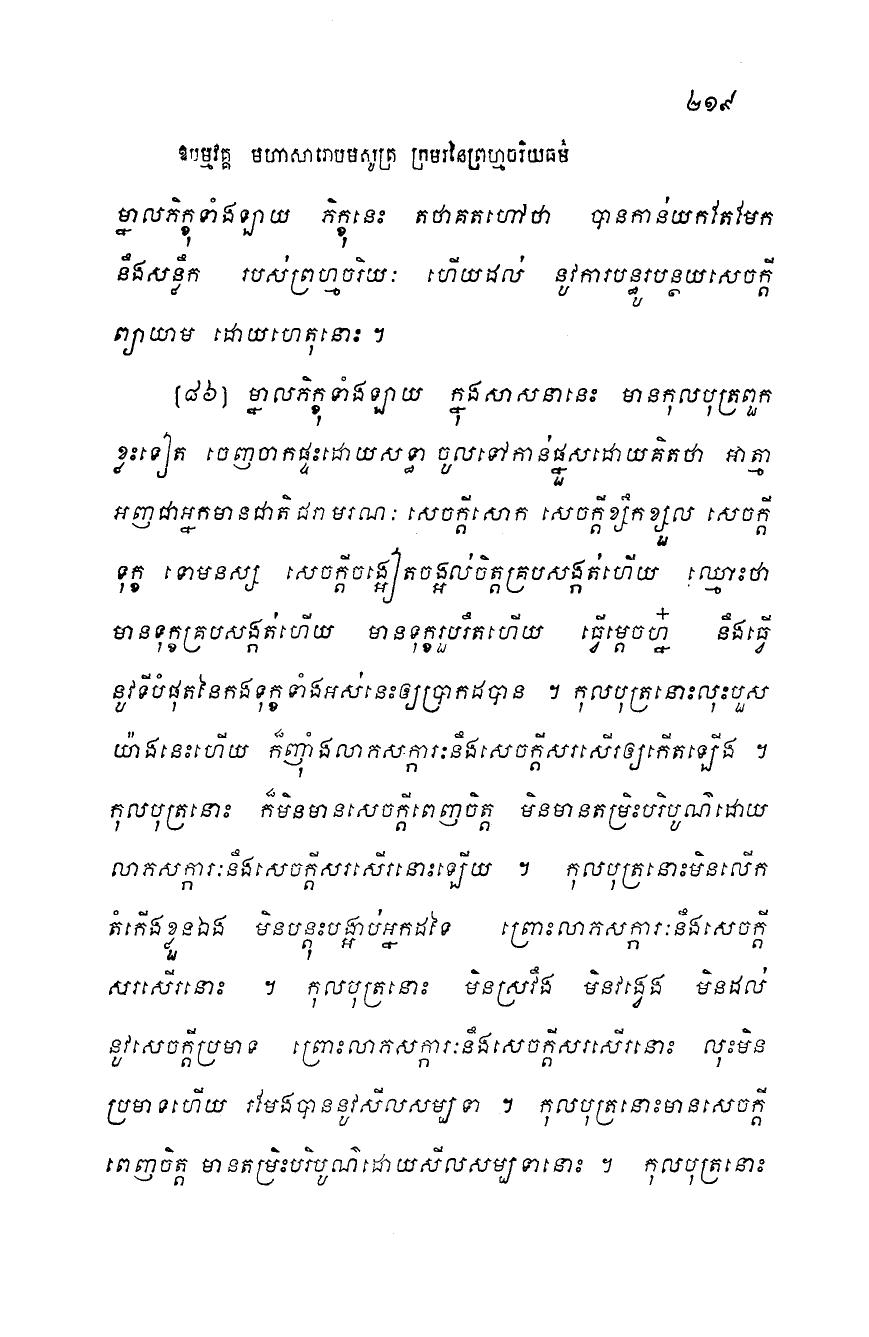 ២១៩
ឱបម្មវគ្គ មហាសារោបមសូត្រ ក្រមរនៃព្រហ្មចរិយធម៌
ម្នាលភិក្ខុទាំងឡាយ ភិក្ខុនេះ តថាគតហៅថា បានកាន់យកតែមែក
នឹងសន្លឹក របស់ព្រហ្មចរិយៈ ហើយដល់ នូវការបន្ធូរបន្ថយសេចក្តី
ព្យាយាម ដោយហេតុនោះ ។
[៨៦] ម្នាលភិក្ខុទាំងឡាយ ក្នុងសាសនានេះ មានកុលបុត្រពួក
ខ្លះទៀត ចេញចាកផ្ទះដោយសទ្ធា ចូលទៅកាន់ផ្នួសដោយគិតថា អាត្មា
អញជាអ្នកមានជាតិ ជរា មរណៈ សេចក្តីសោក សេចក្តីខ្សឹកខ្សួល សេចក្តី
ទុក្ខ ទោមនស្ស សេចក្តីចង្អៀតចង្អល់ចិត្តគ្របសង្កត់ហើយ ឈ្មោះថា
មានទុក្ខគ្របសង្កត់ហើយ មានទុក្ខរួបរឹតហើយ ធ្វើម្តេចហ្ន៎ នឹងធ្វើ
នូវទីបំផុតនៃកងទុក្ខទាំងអស់នេះឲ្យប្រាកដបាន ។ កុលបុត្រនោះលុះបួស
យ៉ាងនេះហើយ ក៏ញ៉ាំងលាភសក្ការៈនឹងសេចក្តីសរសើរឲ្យកើតឡើង ។
កុលបុត្រនោះ ក៏មិនមានសេចក្តីពេញចិត្ត មិនមានតម្រិះបរិបូណ៌ដោយ
លាភសក្ការៈនឹងសេចក្តីសរសើរនោះឡើយ ។ កុលបុត្រនោះមិនលើក
តំកើងខ្លួនឯង មិនបន្តុះបង្អាប់អ្នកដទៃ ព្រោះលាភសក្ការៈនឹងសេចក្តី
សរសើរនោះ ។ កុលបុត្រនោះ មិនស្រវឹង មិនវង្វេង មិនដល់
នូវសេចក្តីប្រមាទ ព្រោះលាភសក្ការៈនឹងសេចក្តីសរសើរនោះ លុះមិន
ប្រមាទហើយ រមែងបាននូវសីលសម្បទា ។ កុលបុត្រនោះមានសេចក្តី
ពេញចិត្ត មានតម្រិះបរិបូណ៌ដោយសីលសម្បទានោះ ។ កុលបុត្រនោះ